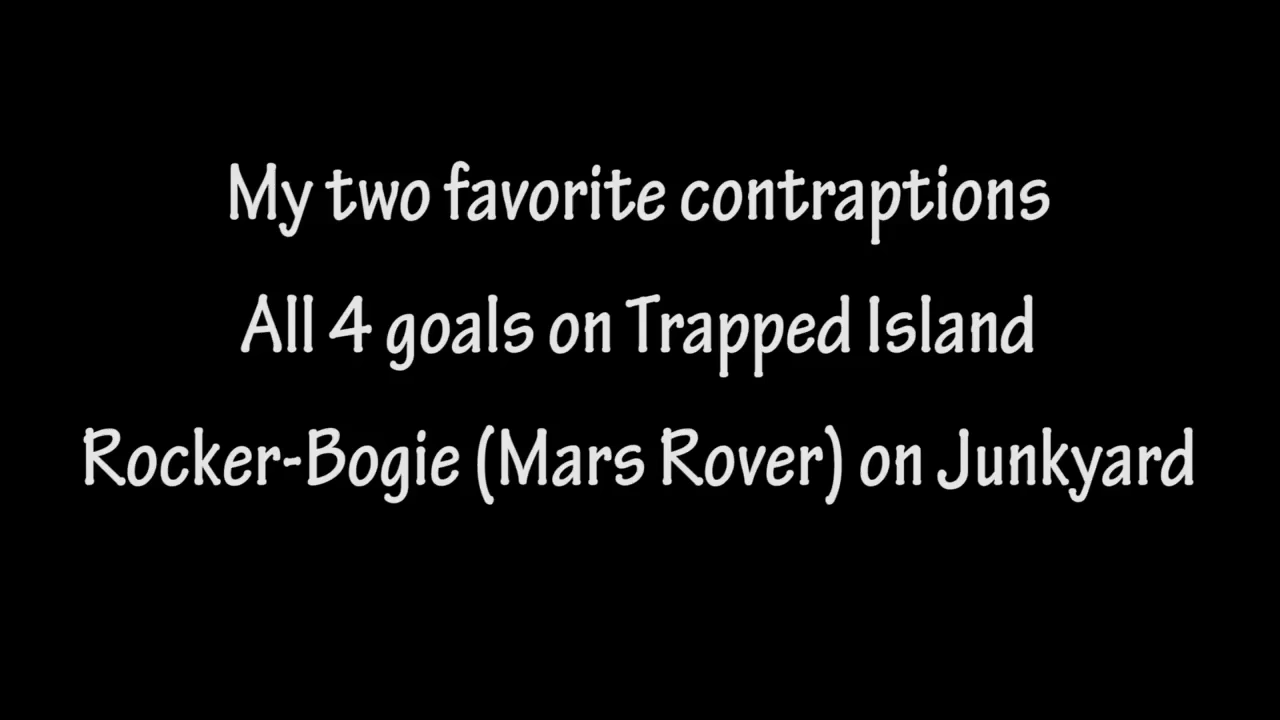 My two favorite contraptions
All 4 goals on Trapped Island
Rocker-Bogie (Mars Rover) on Junkyard